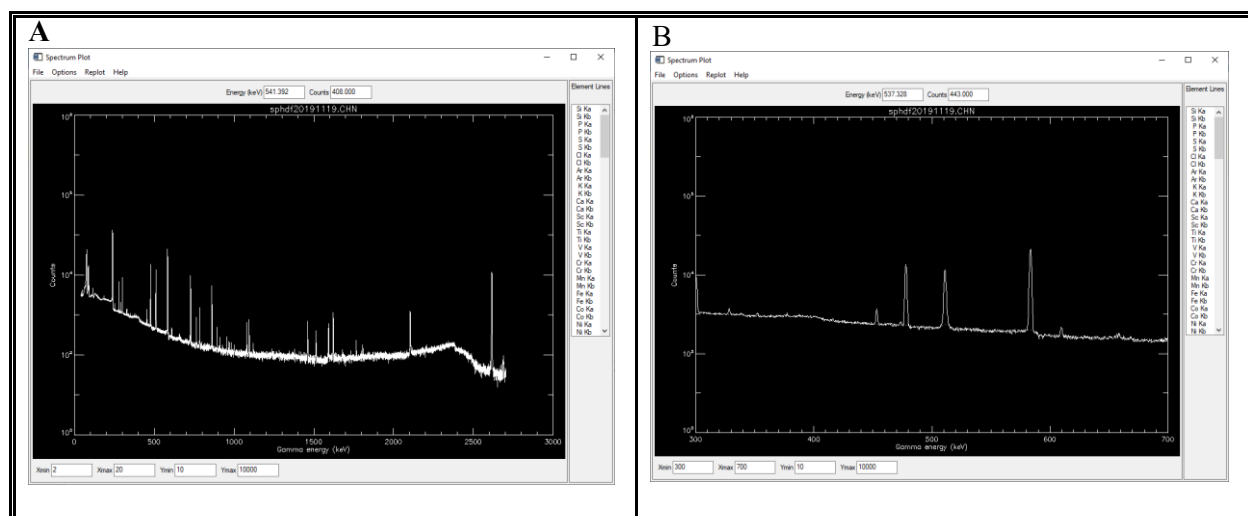 A
Spectrum Plot
File Options Replot Help
Energy (keV) 541.392 Counts 408.000
Element Lines
sphdf20191119.CHN
Si Ka
Si Kb
P Ka
P Kb
S Ka
S Kb
Cl Ka
Cl Kb
Ar Ka
Ar Kb
K Ka
K Kb
Ca Ka
Ca Kb
Sc Ka
Sc Kb
Ti Ka
Ti Kb
V Ka
V Kb
Cr Ka
Cr Kb
Mn Ka
Mn Kb
Fe Ka
Fe Kb
Co Ka
Co Kb
Ni Ka
Ni Kb
Counts
0 500 1000 1500 2000 2500 3000
Gamma energy (keV)
Xmin 2 Xmax 20 Ymin 10 Ymax 10000
B
Spectrum Plot
File Options Replot Help
Energy (keV) 537.328 Counts 443.000
Element Lines
sphdf20191119.CHN
Si Ka
Si Kb
P Ka
P Kb
S Ka
S Kb
Cl Ka
Cl Kb
Ar Ka
Ar Kb
K Ka
K Kb
Ca Ka
Ca Kb
Sc Ka
Sc Kb
Ti Ka
Ti Kb
V Ka
V Kb
Cr Ka
Cr Kb
Mn Ka
Mn Kb
Fe Ka
Fe Kb
Co Ka
Co Kb
Ni Ka
Ni Kb
Counts
300 400 500 600 700
Gamma energy (keV)
Xmin 300 Xmax 700 Ymin 10 Ymax 10000